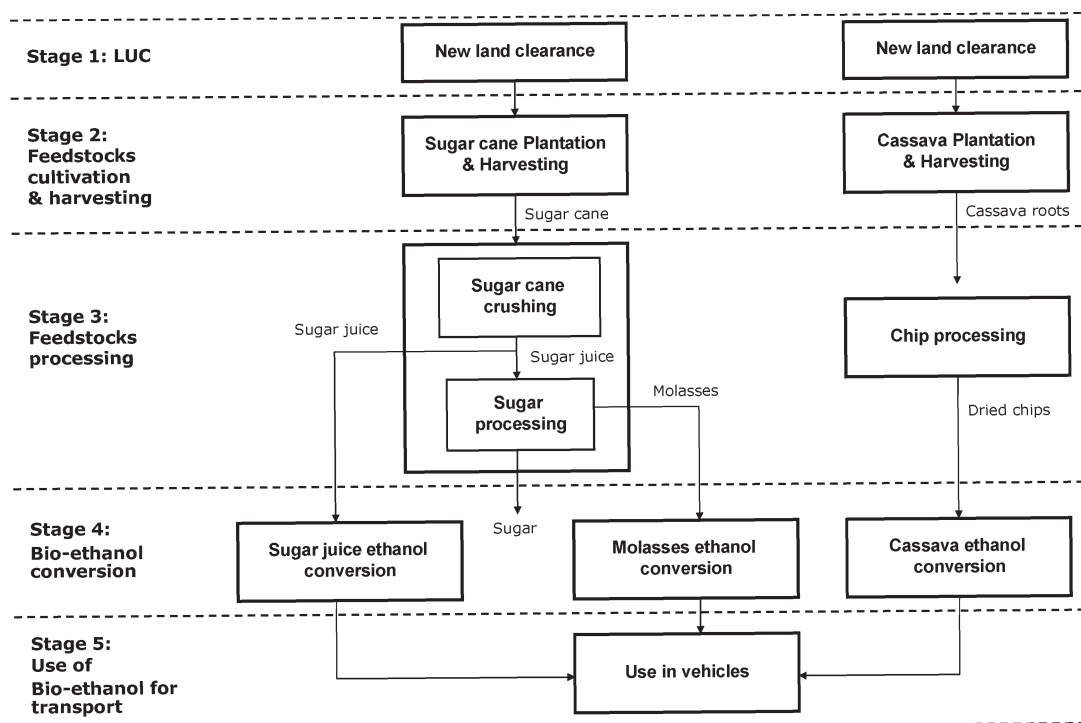 Stage 1: LUC
New land clearance
New land clearance
Stage 2:
Feedstocks
cultivation
& harvesting
Sugar cane Plantation
& Harvesting
Cassava Plantation
& Harvesting
Sugar cane
Cassava roots
Stage 3:
Feedstocks
processing
Sugar cane
crushing
Sugar juice
Sugar juice
Chip processing
Sugar
processing
Molasses
Dried chips
Sugar
Stage 4:
Bio-ethanol
conversion
Sugar juice ethanol
conversion
Molasses ethanol
conversion
Cassava ethanol
conversion
Stage 5:
Use of
Bio-ethanol for
transport
Use in vehicles